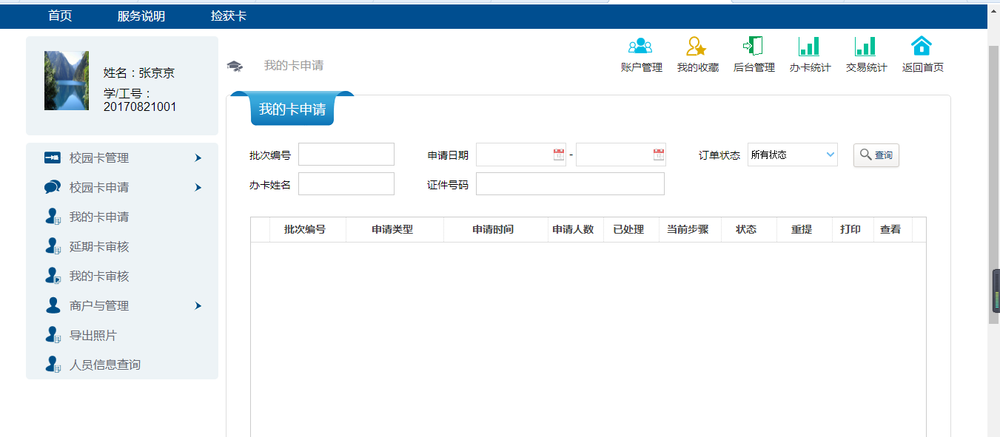 首页 服务说明 捡获卡
姓名：张京京
学/工号：
20170821001
校园卡管理
校园卡申请
我的卡申请
延期卡审核
我的卡审核
商户与管理
导出照片
人员信息查询
我的卡申请
账户管理 我的收藏 后台管理 办卡统计 交易统计 返回首页
我的卡申请
批次编号 申请日期 - 订单状态 所有状态 查询
办卡姓名 证件号码
批次编号 申请类型 申请时间 申请人数 已处理 当前步骤 状态 重提 打印 查看